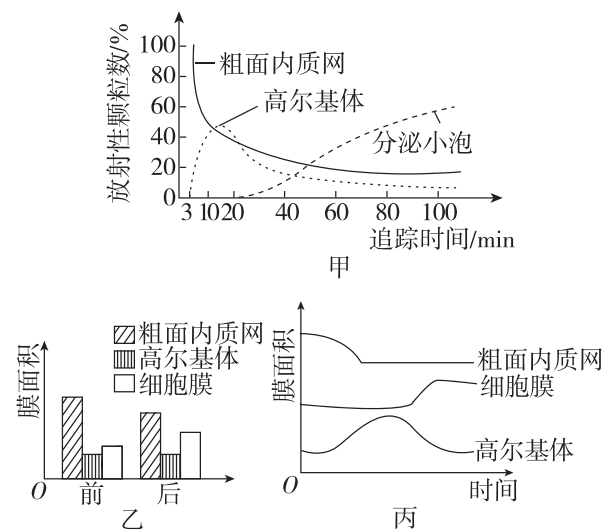 放射性颗粒数/%
100
80
60
40
20
0
粗面内质网
高尔基体
分泌小泡
3 10 20 40 60 80 100
追踪时间/min
甲
膜面积
粗面内质网
高尔基体
细胞膜
O 前 后
乙
膜面积
粗面内质网
细胞膜
高尔基体
O 时间
丙